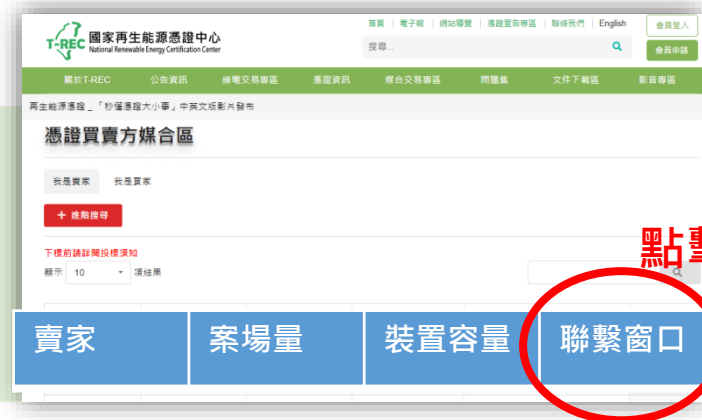 首頁 | 電子報 | 網站導覽 | 憑證宣告專區 | 聯絡我們 | English
會員登入
T-REC 國家再生能源憑證中心
National Renewable Energy Certification Center
搜尋...
會員申請
關於T-REC 公告資訊 綠電交易專區 憑證資訊 媒合交易專區 問題集 文件下載區 影音專區
再生能源憑證_「秒懂憑證大小事」中英文版影片發布
憑證買賣方媒合區
我是賣家 我是買家
+ 進階搜尋
下標前請詳閱投標須知
點擊
顯示 10 項結果
賣家 案場量 裝置容量 聯繫窗口